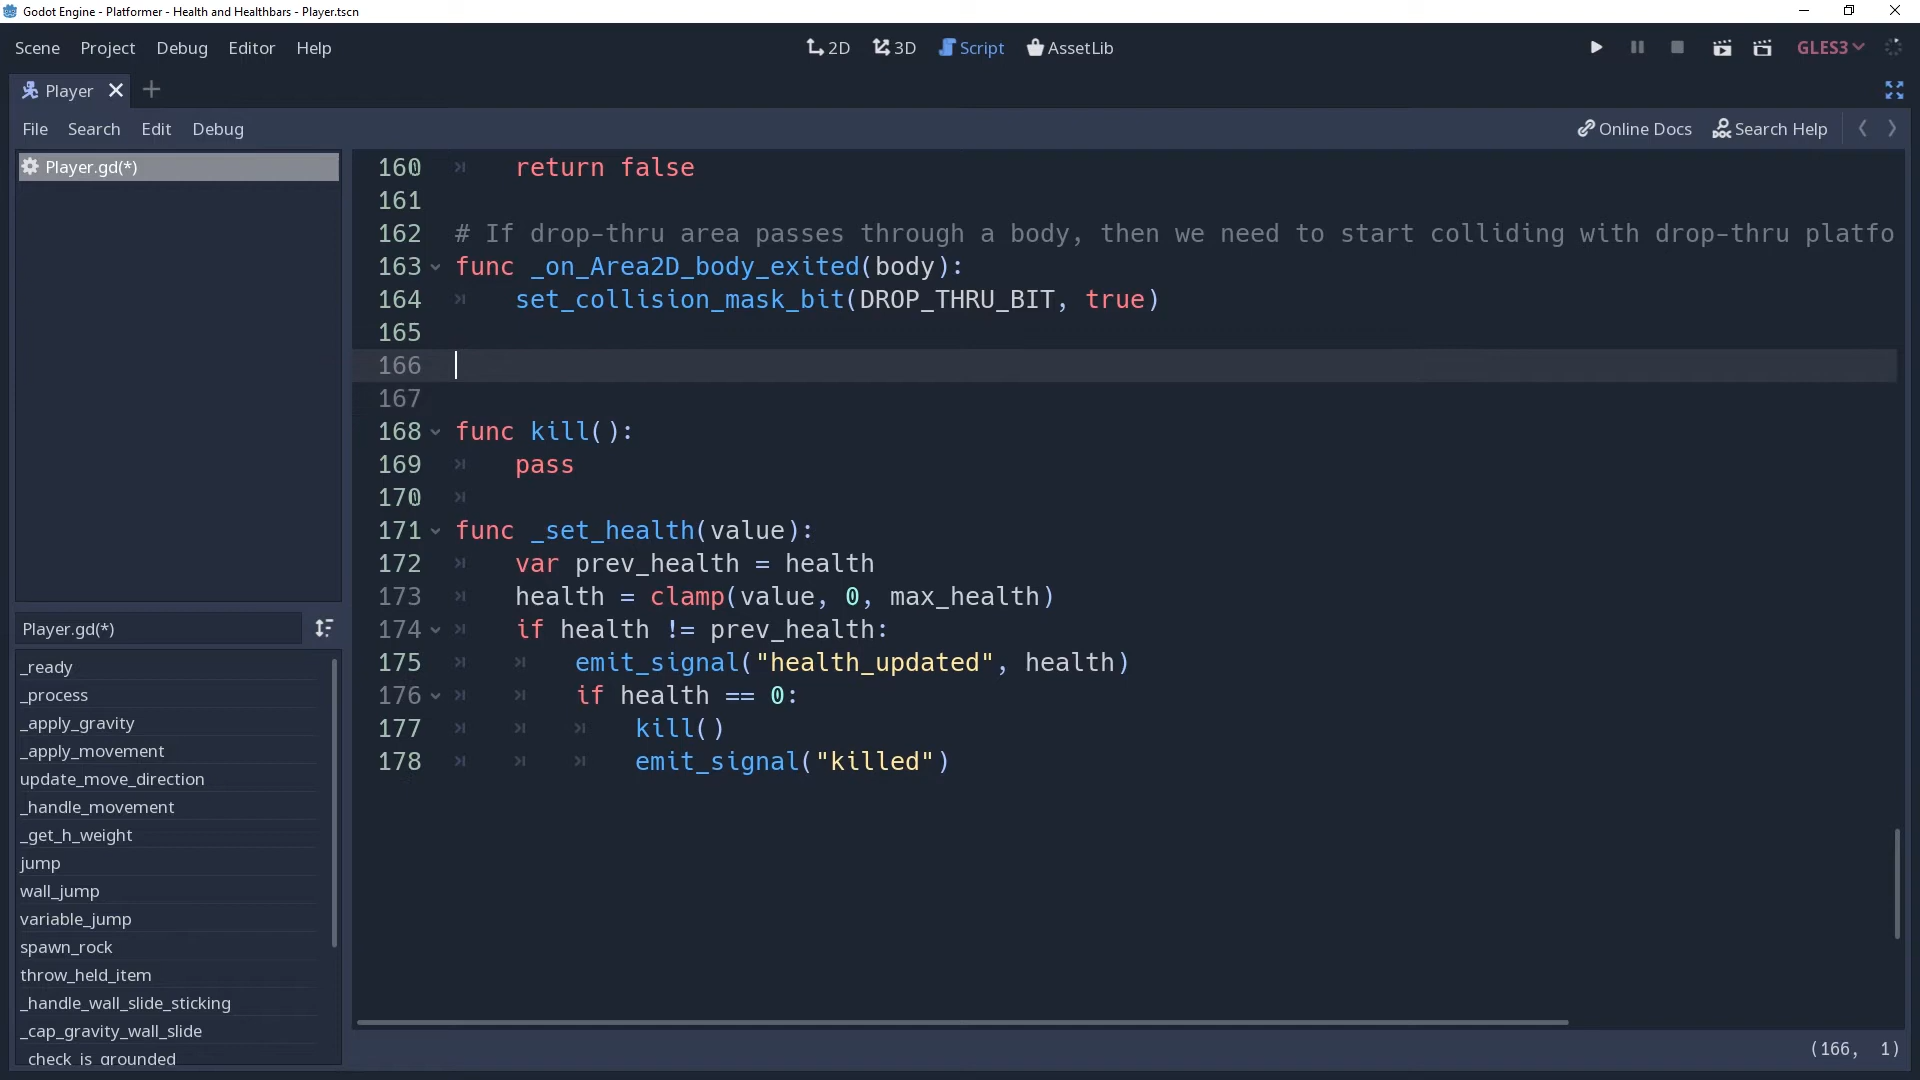 Godot Engine - Platformer - Health and Healthbars - Player.tscn
Scene Project Debug Editor Help 2D 3D Script AssetLib GLES3
Player
File Search Edit Debug Online Docs Search Help
Player.gd(*)
160 return false
161
162 # If drop-thru area passes through a body, then we need to start colliding with drop-thru platfo
163 func _on_Area2D_body_exited(body):
164 set_collision_mask_bit(DROP_THRU_BIT, true)
165
166
167
168 func kill():
169 pass
170
171 func _set_health(value):
172 var prev_health = health
173 health = clamp(value, 0, max_health)
174 if health != prev_health:
175 emit_signal("health_updated", health)
176 if health == 0:
177 kill()
178 emit_signal("killed")
Player.gd(*)
_ready
_process
_apply_gravity
_apply_movement
update_move_direction
_handle_movement
_get_h_weight
jump
wall_jump
variable_jump
spawn_rock
throw_held_item
_handle_wall_slide_sticking
_cap_gravity_wall_slide
_check_is_grounded
(166, 1)